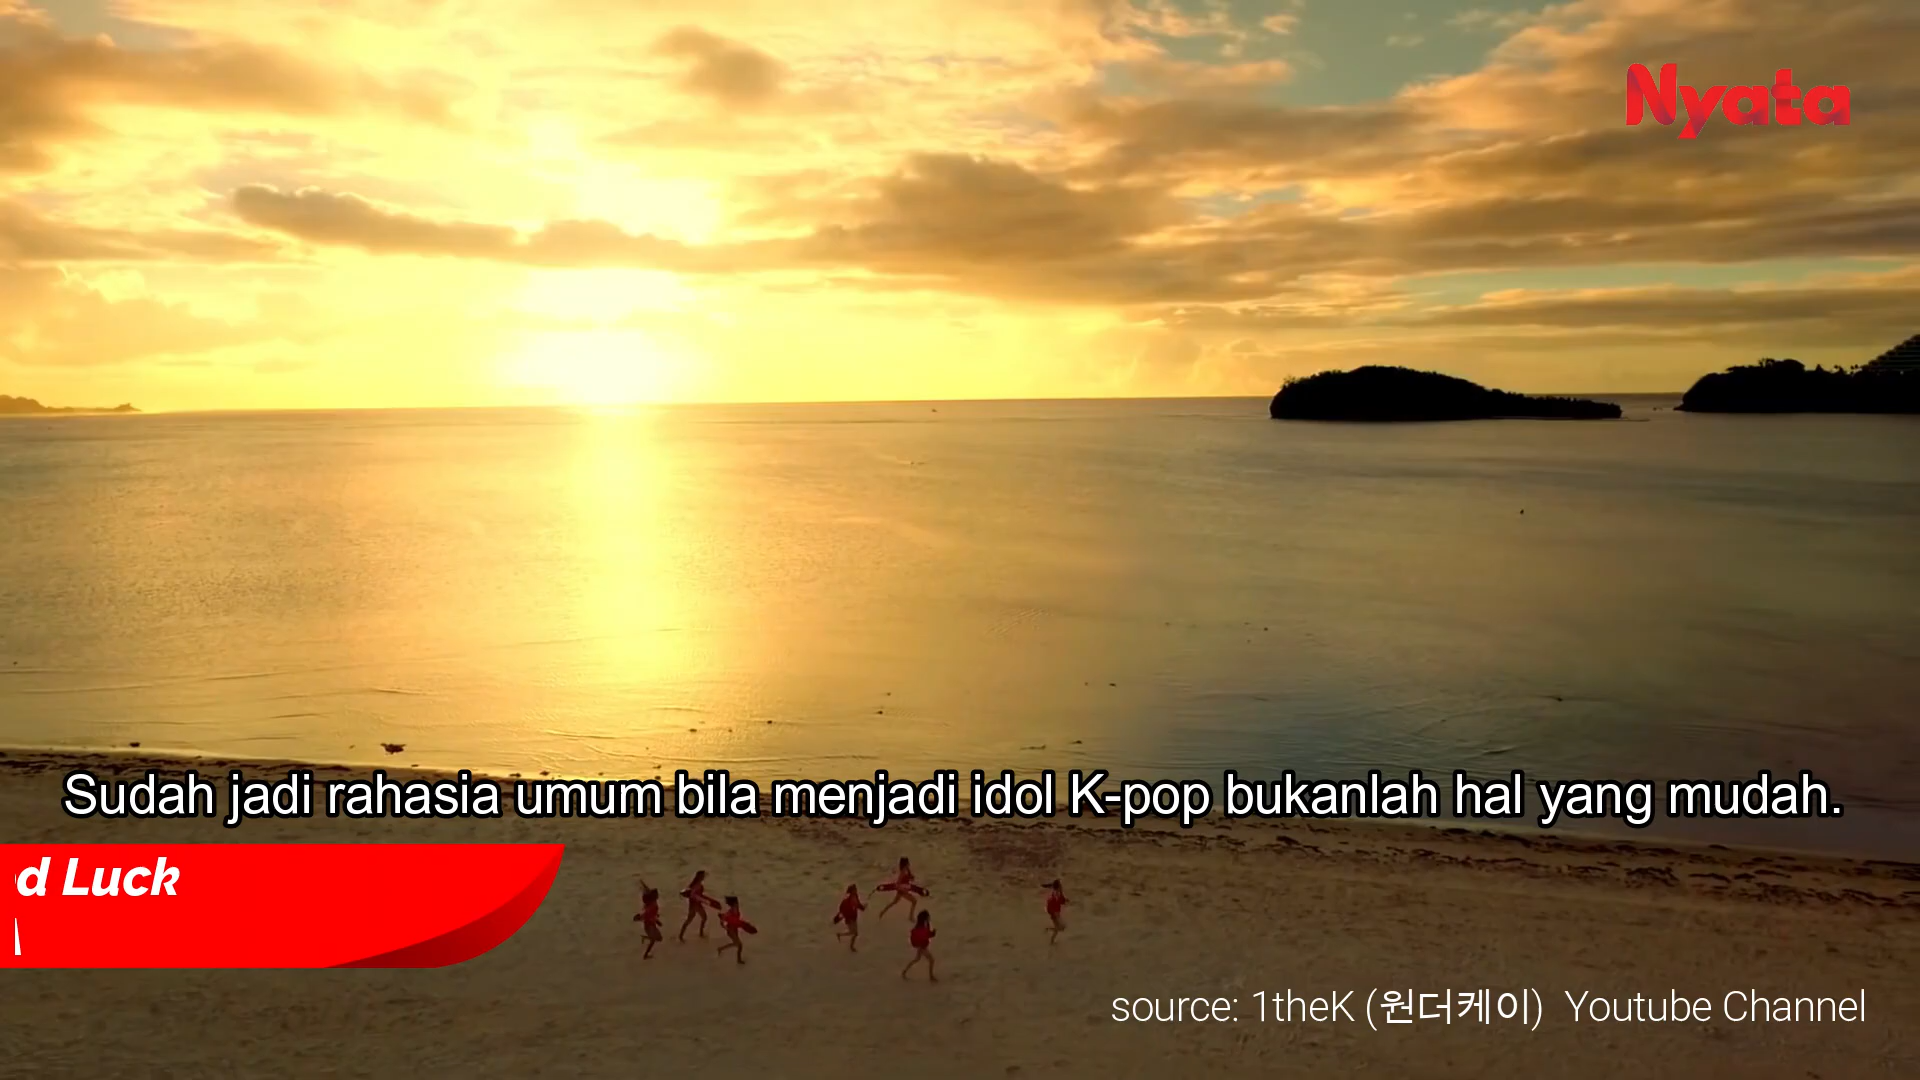 Nyata
Sudah jadi rahasia umum bila menjadi idol K-pop bukanlah hal yang mudah.
d Luck
source: 1theK (원더케이) Youtube Channel